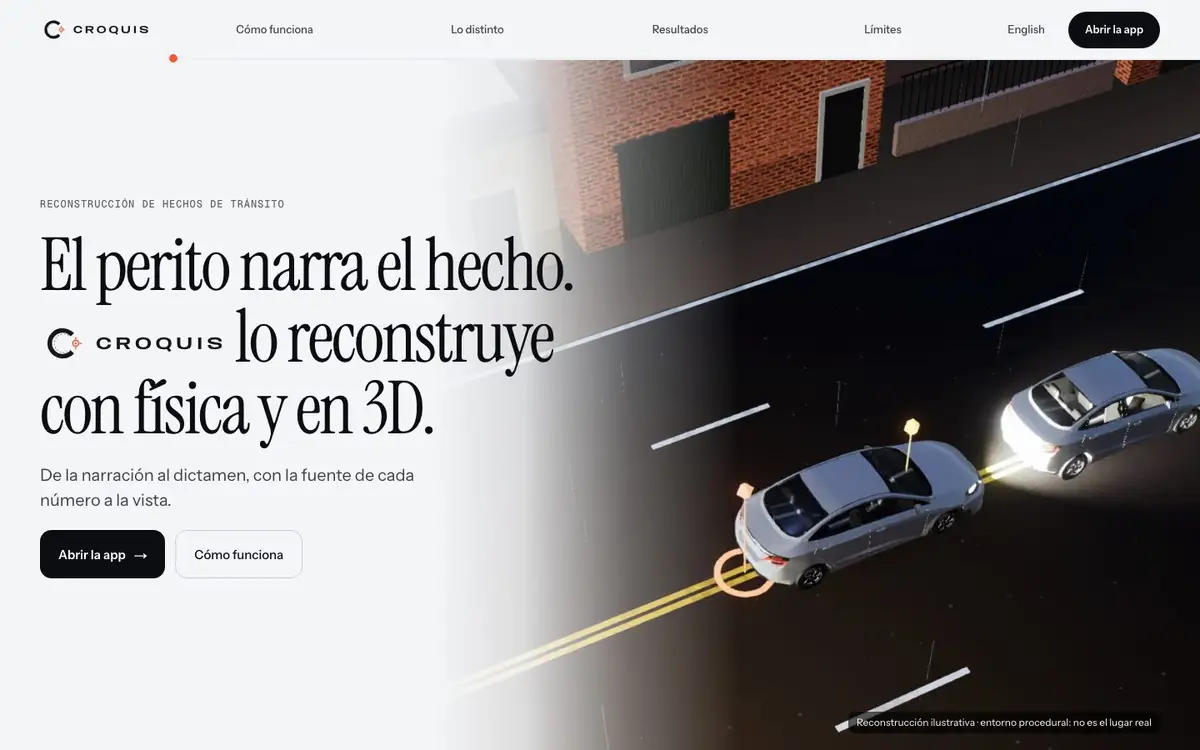 CROQUIS
Cómo funciona
Lo distinto
Resultados
Límites
English
Abrir la app
RECONSTRUCCIÓN DE HECHOS DE TRÁNSITO
El perito narra el hecho.
CROQUIS lo reconstruye
con física y en 3D.
De la narración al dictamen, con la fuente de cada
número a la vista.
Abrir la app →
Cómo funciona
Reconstrucción ilustrativa · entorno procedural: no es el lugar real